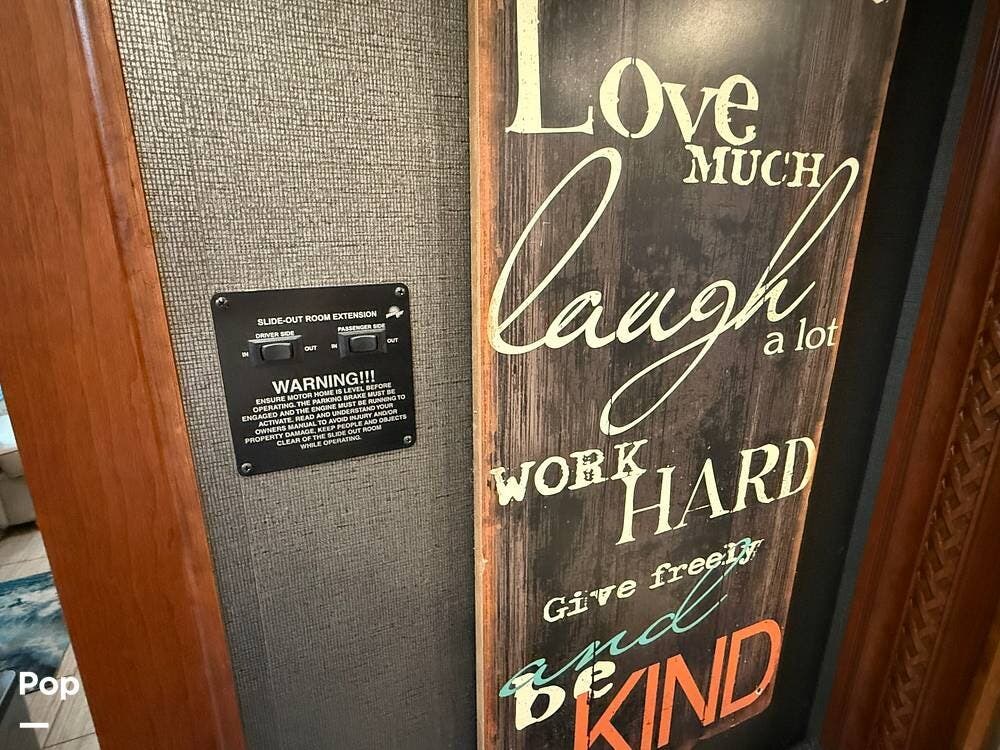 SLIDE-OUT ROOM EXTENSION
DRIVER SIDE
PASSENGER SIDE
IN
OUT
IN
OUT
WARNING!!!
ENSURE MOTOR HOME IS LEVEL BEFORE
OPERATING. THE PARKING BRAKE MUST BE
ENGAGED AND THE ENGINE MUST BE RUNNING TO
ACTIVATE. READ AND UNDERSTAND YOUR
OWNERS MANUAL TO AVOID INJURY AND/OR
PROPERTY DAMAGE, KEEP PEOPLE AND OBJECTS
CLEAR OF THE SLIDE OUT ROOM
WHILE OPERATING.
Love
MUCH
laugh
a lot
WORK
HARD
Give freely
and
be
KIND
Pop